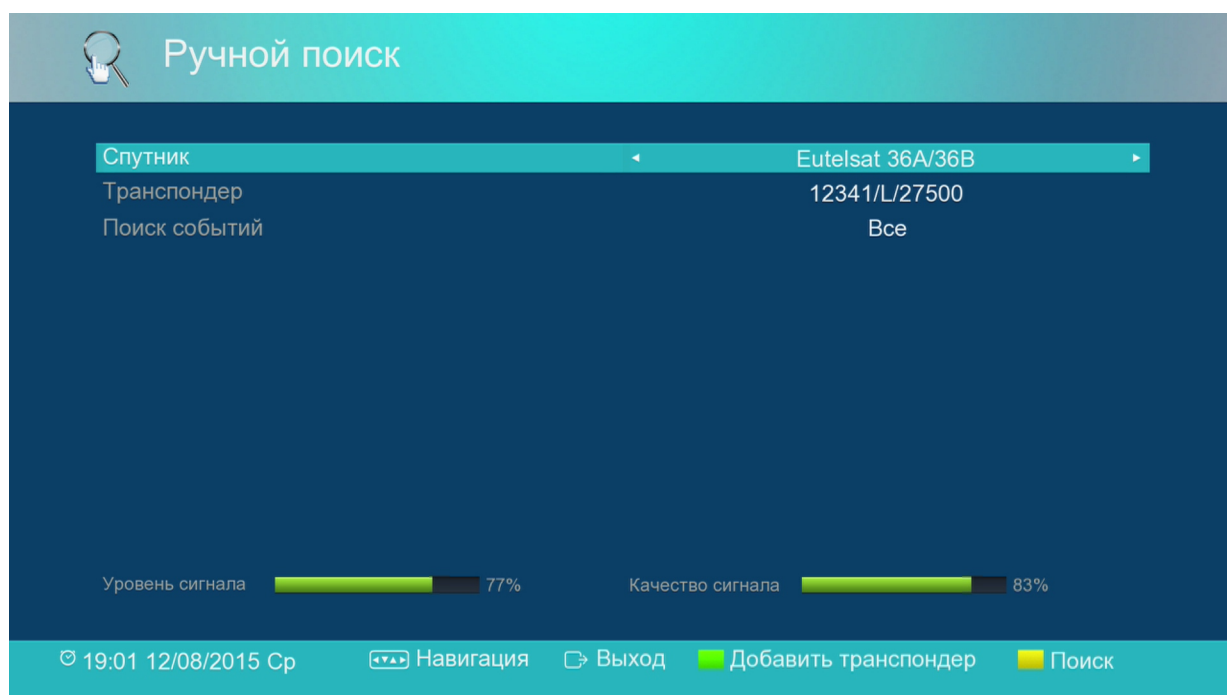 Ручной поиск
Спутник Eutelsat 36A/36B
Транспондер 12341/L/27500
Поиск событий Все
Уровень сигнала 77% Качество сигнала 83%
19:01 12/08/2015 Ср Навигация Выход Добавить транспондер Поиск